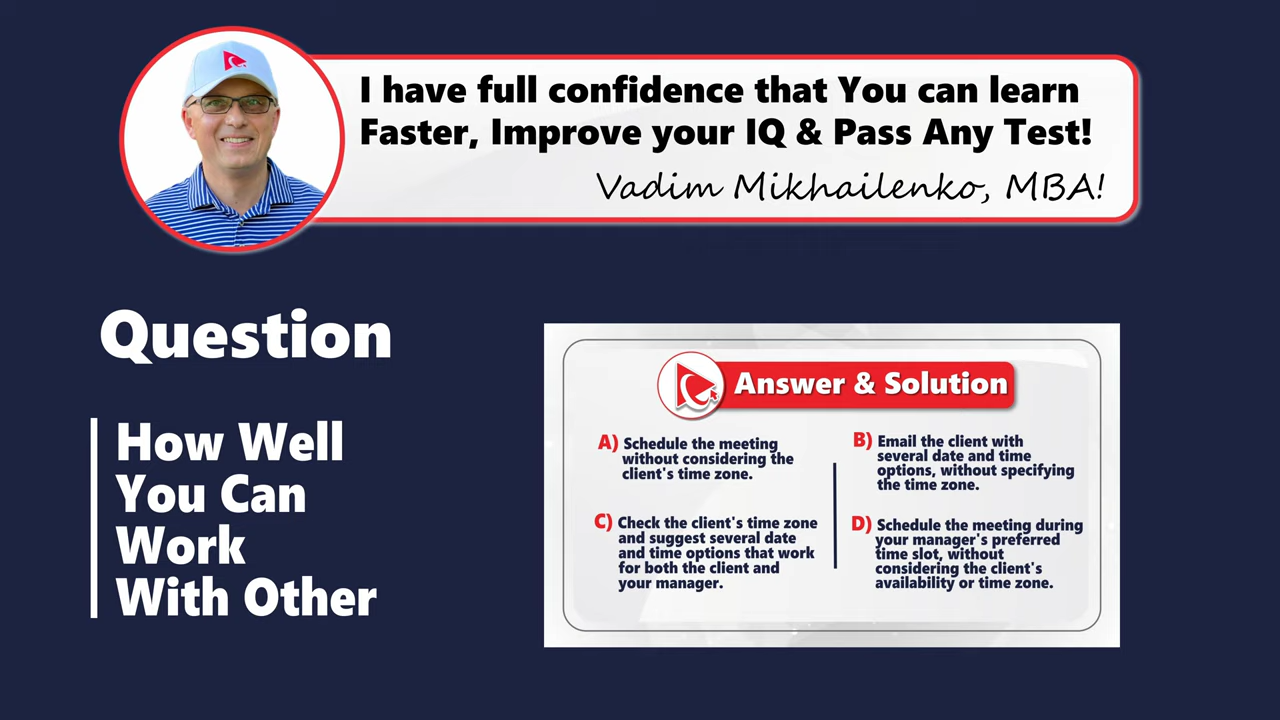 I have full confidence that You can learn
Faster, Improve your IQ & Pass Any Test!
Vadim Mikhailenko, MBA!
Question
How Well
You Can
Work
With Other
Answer & Solution
A) Schedule the meeting
without considering the
client's time zone.
B) Email the client with
several date and time
options, without specifying
the time zone.
C) Check the client's time zone
and suggest several date
and time options that work
for both the client and
your manager.
D) Schedule the meeting during
your manager's preferred
time slot, without
considering the client's
availability or time zone.